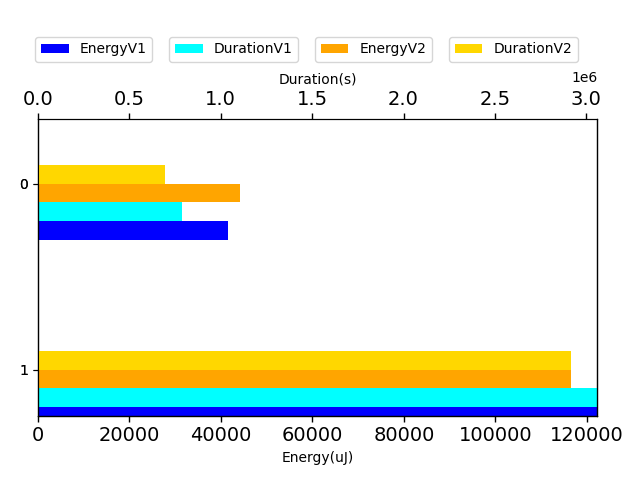 EnergyV1 DurationV1 EnergyV2 DurationV2
Duration(s)
1e6
0.0 0.5 1.0 1.5 2.0 2.5 3.0
0
1
0 20000 40000 60000 80000 100000 120000
Energy(uJ)